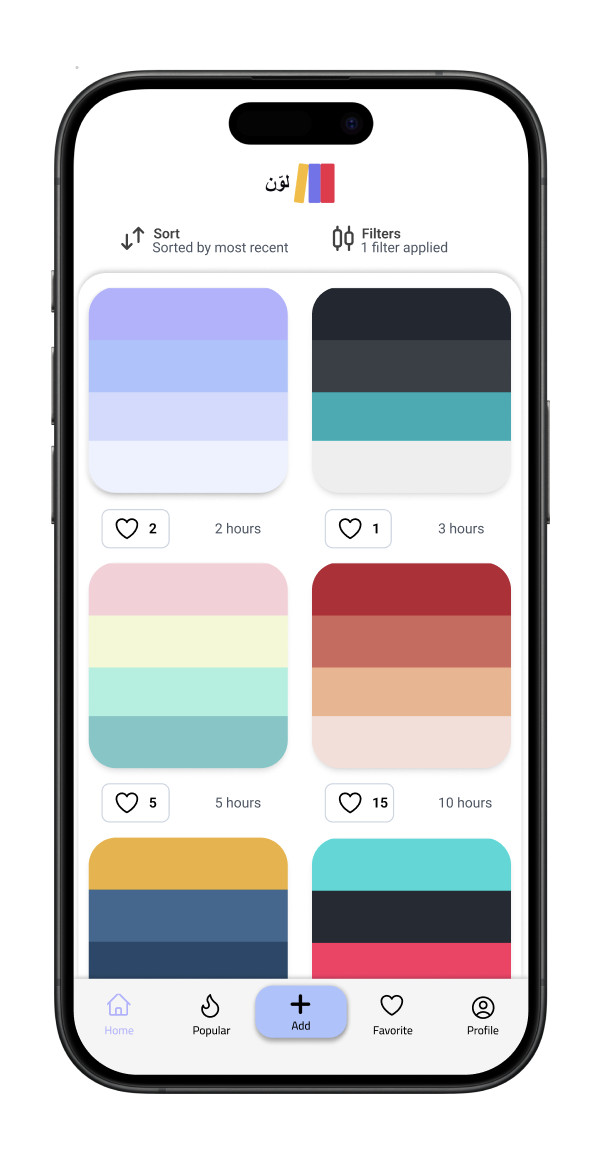 لوّن
Sort
Sorted by most recent
Filters
1 filter applied
2
2 hours
1
3 hours
5
5 hours
15
10 hours
Home
Popular
Add
Favorite
Profile